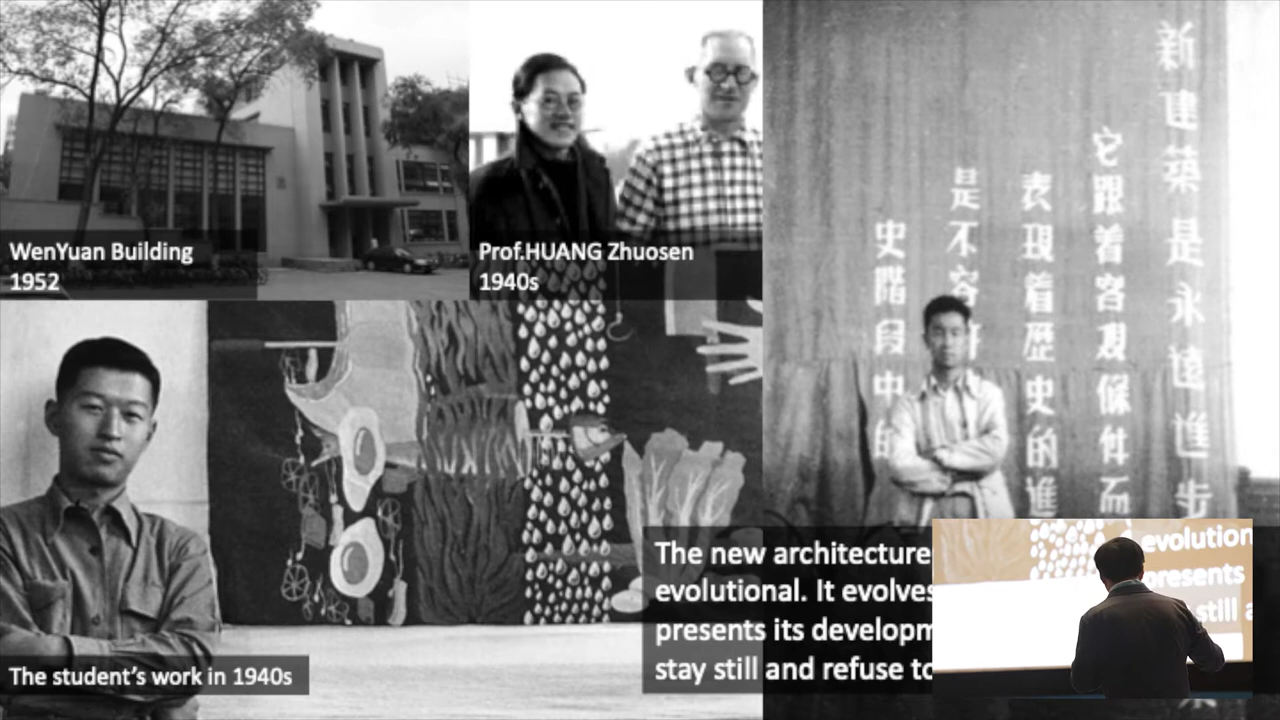 WenYuan Building
1952
Prof.HUANG Zhuosen
1940s
新建築是永遠進步
它跟着客观條件而
表現着歷史的進
是不容
史階段中的
The student's work in 1940s
The new architecture
evolutional. It evolves
presents its developm
stay still and refuse to
evolution
presents
still a